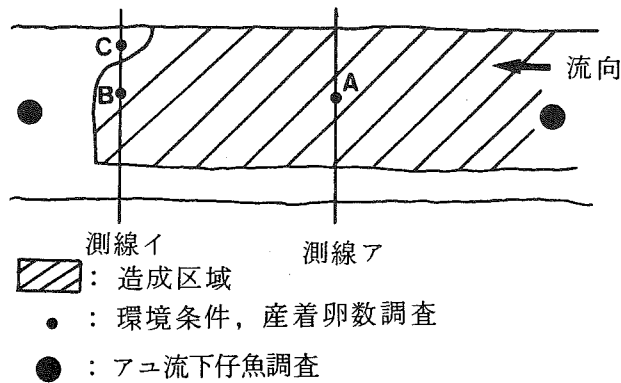 C
B
A
流向
測線イ
測線ア
: 造成区域
: 環境条件, 産着卵数調査
: アユ流下仔魚調査